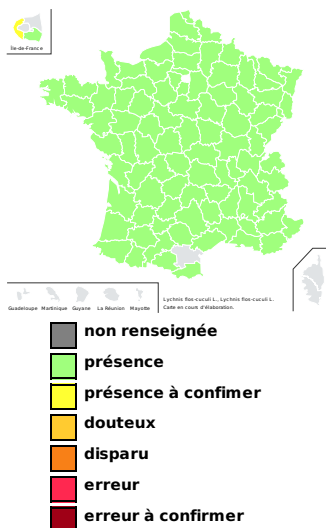 Île-de-France
Lychnis flos-cuculi L., Lychnis flos-cuculi L.
Carte en cours d'élaboration.
Guadeloupe Martinique Guyane La Réunion Mayotte
non renseignée
présence
présence à confimer
douteux
disparu
erreur
erreur à confirmer